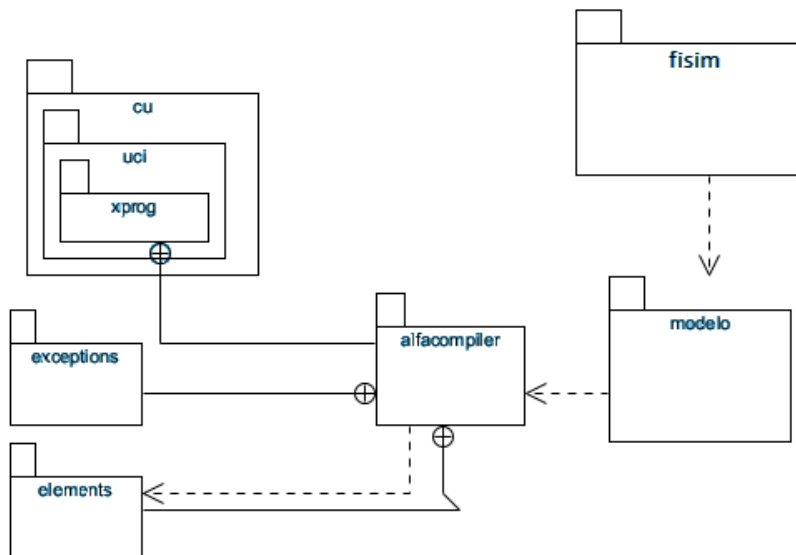 fisim
cu
uci
xprog
modelo
alfacompiler
exceptions
elements